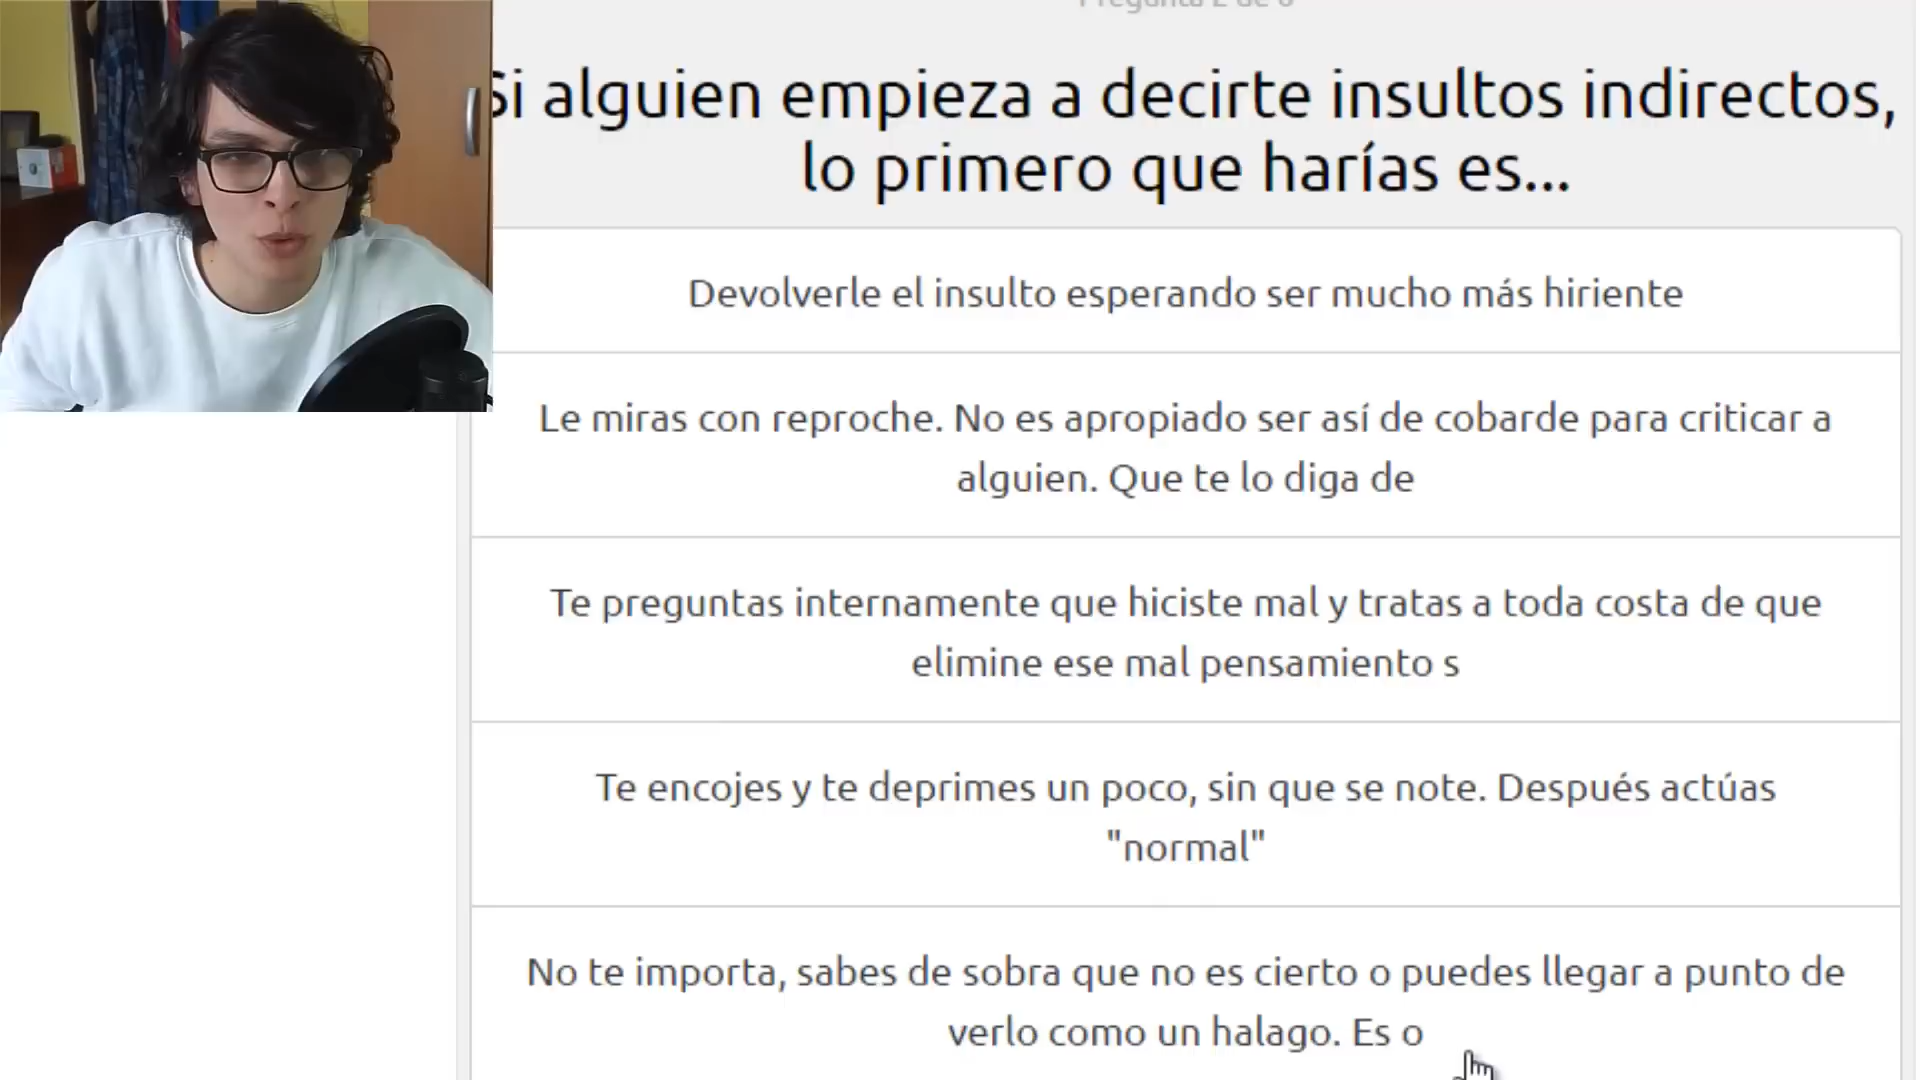 Pregunta 2 de 6
Si alguien empieza a decirte insultos indirectos,
lo primero que harías es...
Devolverle el insulto esperando ser mucho más hiriente
Le miras con reproche. No es apropiado ser así de cobarde para criticar a
alguien. Que te lo diga de
Te preguntas internamente que hiciste mal y tratas a toda costa de que
elimine ese mal pensamiento s
Te encojes y te deprimes un poco, sin que se note. Después actúas
"normal"
No te importa, sabes de sobra que no es cierto o puedes llegar a punto de
verlo como un halago. Es o